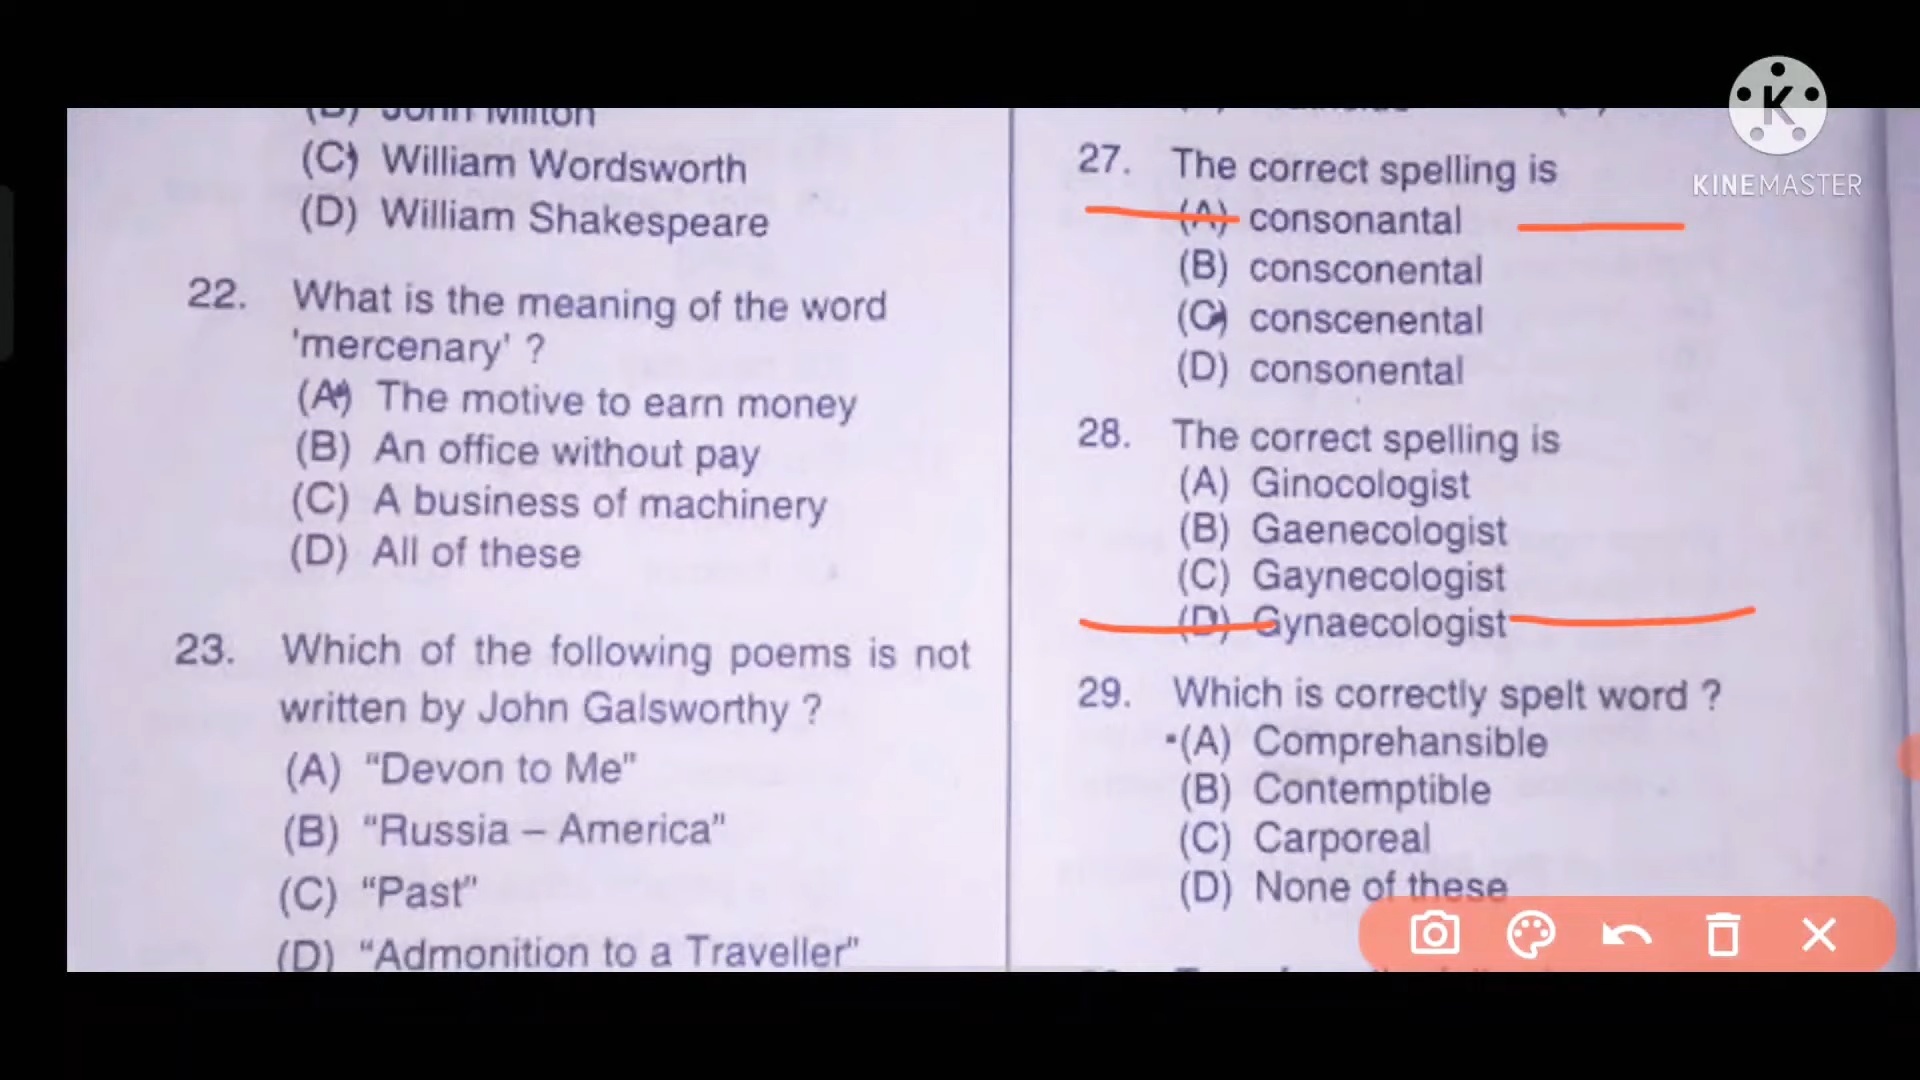 (B) John Milton
(C) William Wordsworth
(D) William Shakespeare
22. What is the meaning of the word
'mercenary' ?
(A) The motive to earn money
(B) An office without pay
(C) A business of machinery
(D) All of these
23. Which of the following poems is not
written by John Galsworthy ?
(A) “Devon to Me”
(B) “Russia – America”
(C) “Past”
(D) “Admonition to a Traveller”
27. The correct spelling is
(A) consonantal
(B) consconental
(C) conscenental
(D) consonental
28. The correct spelling is
(A) Ginocologist
(B) Gaenecologist
(C) Gaynecologist
(D) Gynaecologist
29. Which is correctly spelt word ?
(A) Comprehansible
(B) Contemptible
(C) Carporeal
(D) None of these
K
KINEMASTER